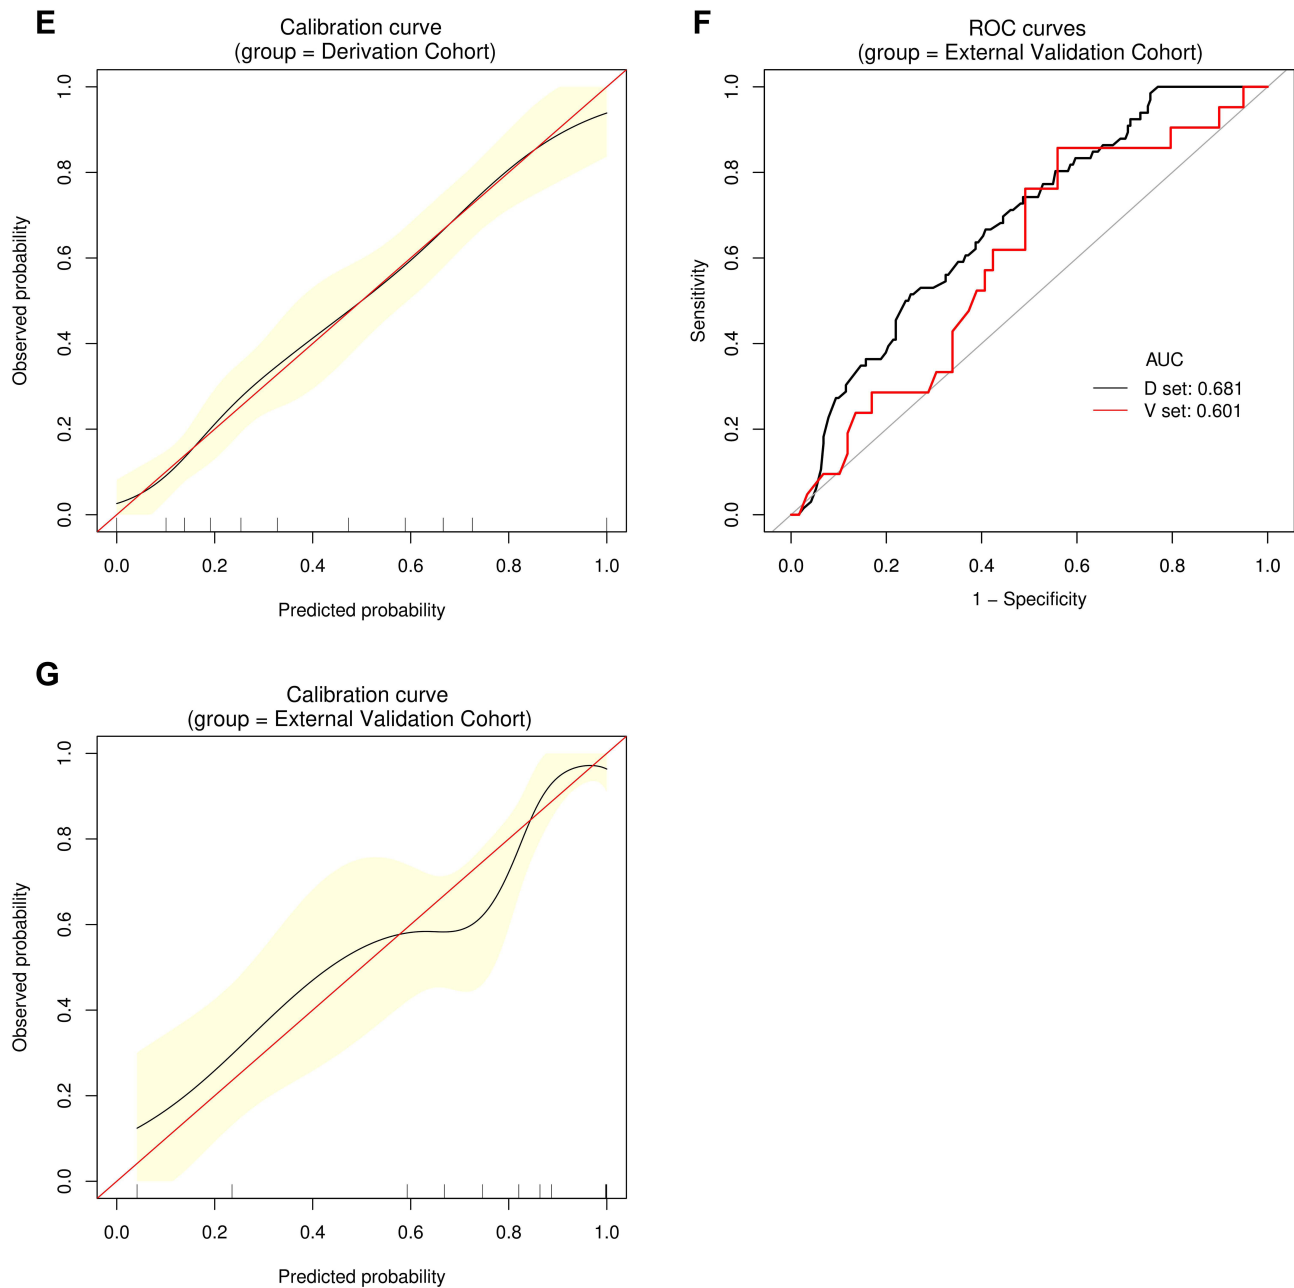 E
Calibration curve
(group = Derivation Cohort)
Observed probability
1.0
0.8
0.6
0.4
0.2
0.0
0.0 0.2 0.4 0.6 0.8 1.0
Predicted probability
F
ROC curves
(group = External Validation Cohort)
Sensitivity
1.0
0.8
0.6
0.4
0.2
0.0
AUC
D set: 0.681
V set: 0.601
0.0 0.2 0.4 0.6 0.8 1.0
1 − Specificity
G
Calibration curve
(group = External Validation Cohort)
Observed probability
1.0
0.8
0.6
0.4
0.2
0.0
0.0 0.2 0.4 0.6 0.8 1.0
Predicted probability